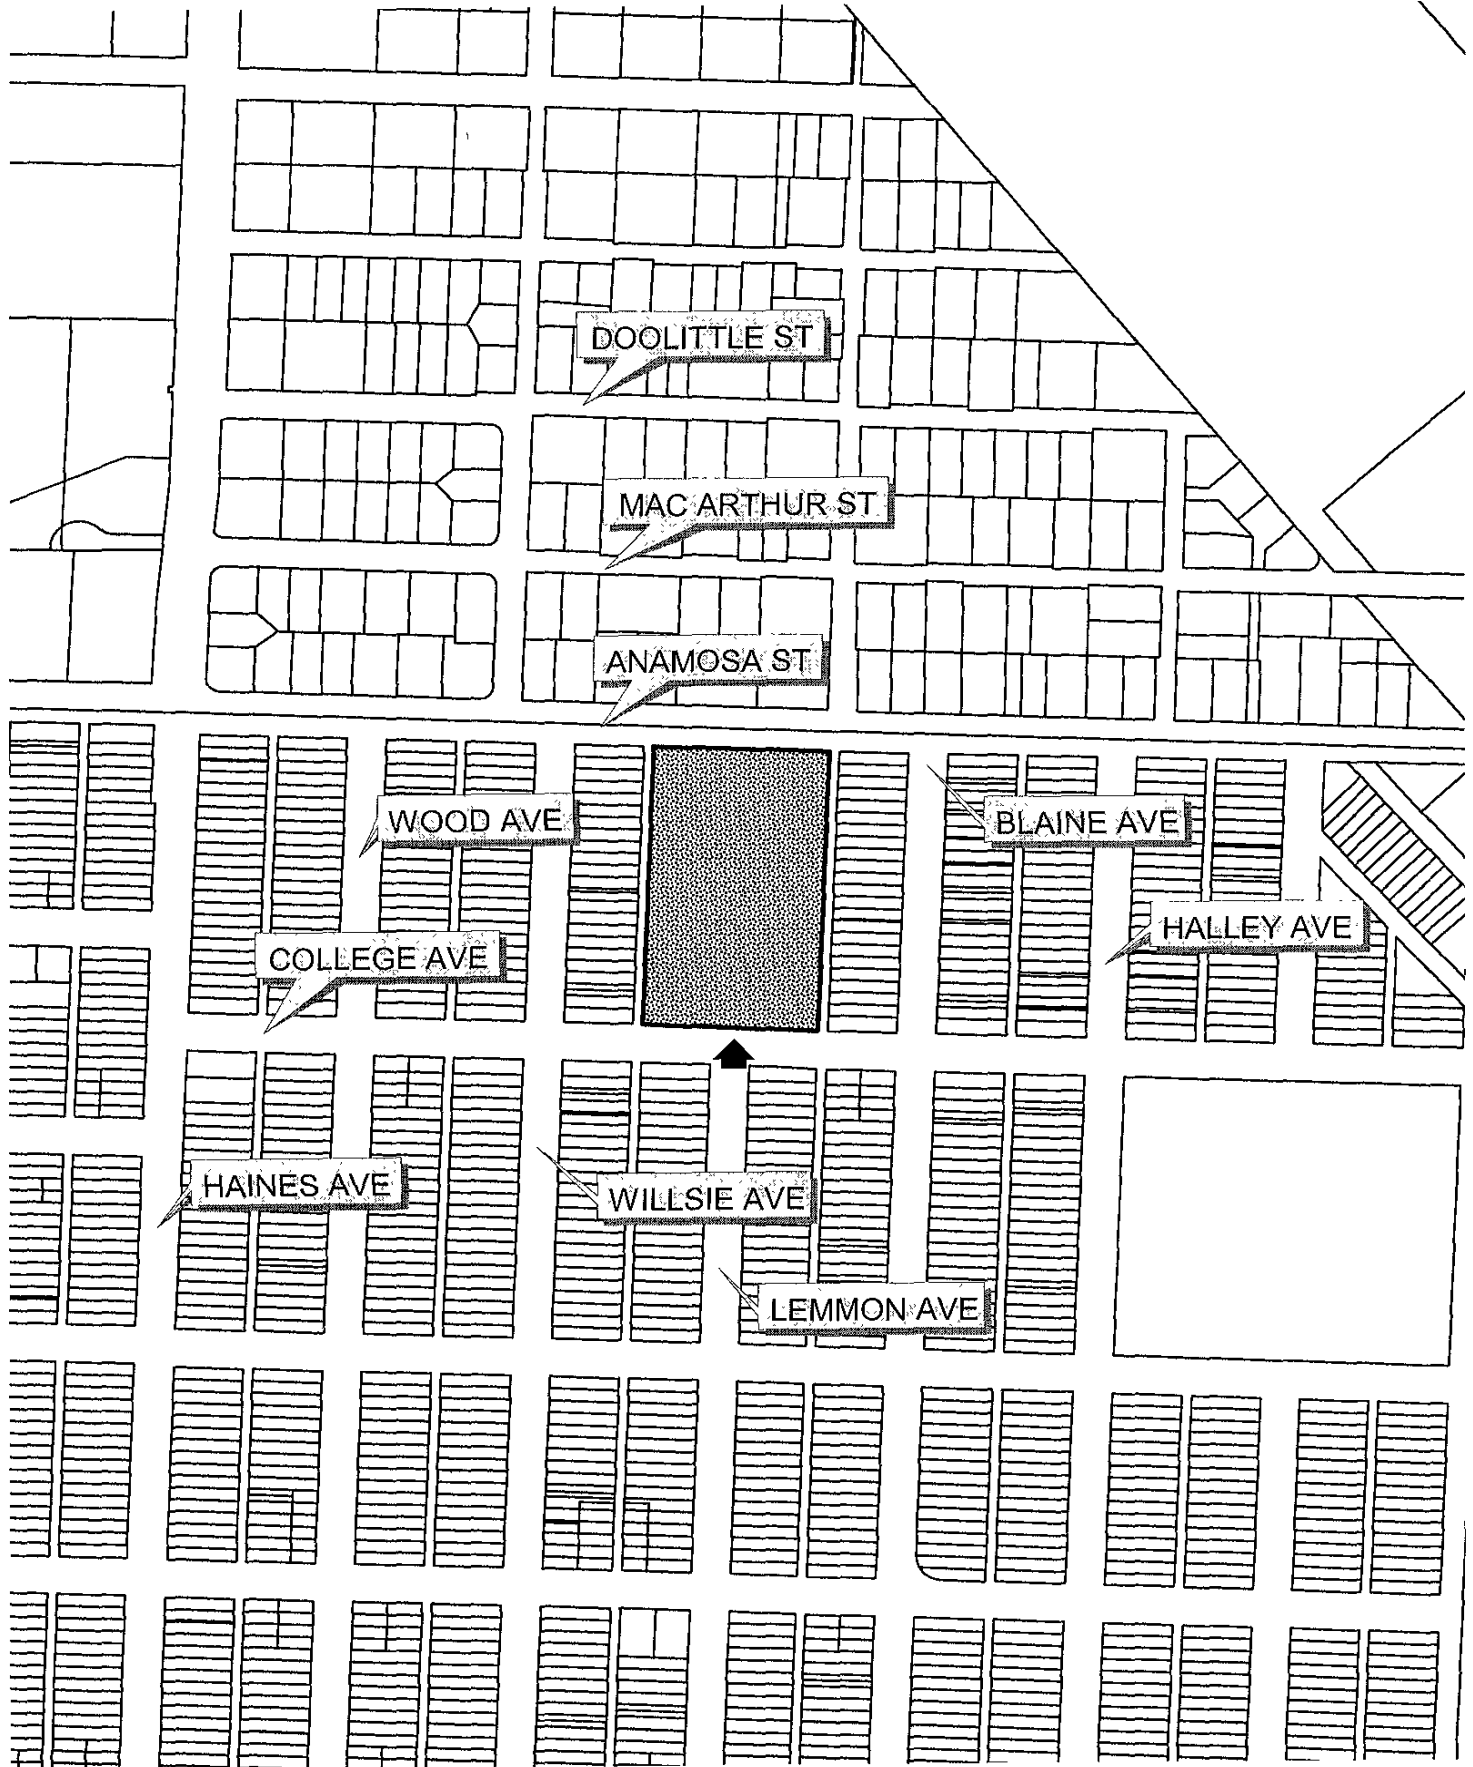 DOOLITTLE ST
MAC ARTHUR ST
ANAMOSA ST
WOOD AVE
BLAINE AVE
HALLEY AVE
COLLEGE AVE
HAINES AVE
WILLSIE AVE
LEMMON AVE